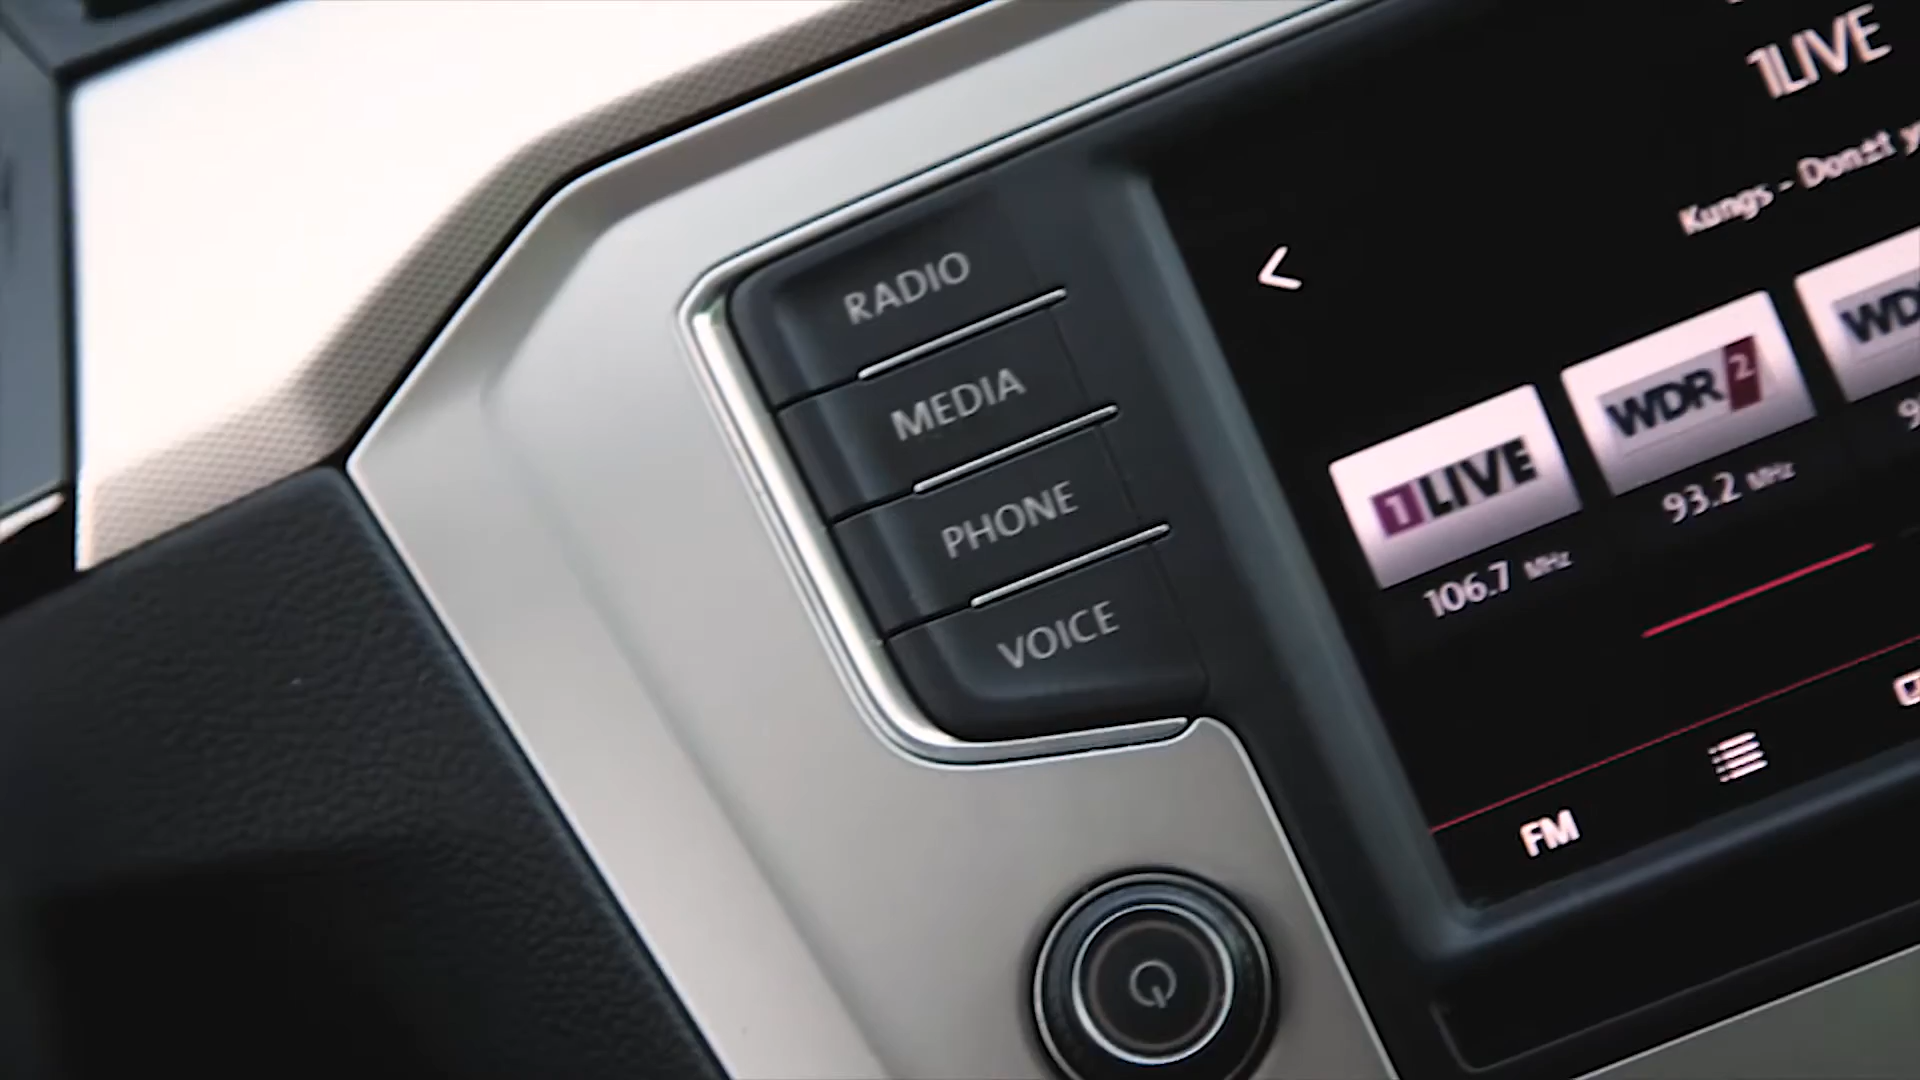 RADIO
MEDIA
PHONE
VOICE
1LIVE
Kungs - Don±t
1LIVE
106.7 MHz
WDR 2
93.2 MHz
FM